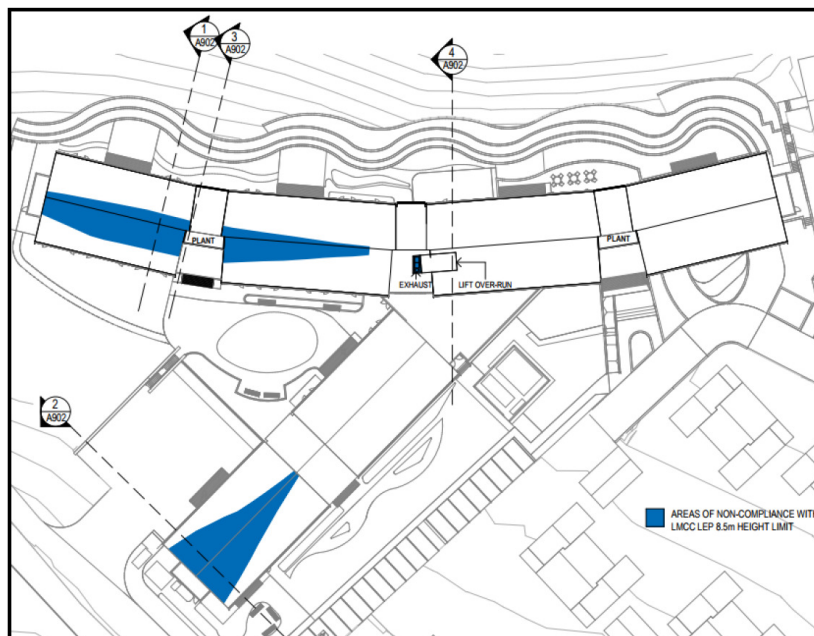 1
A902
3
A902
4
A902
PLANT
PLANT
EXHAUST
LIFT OVER-RUN
2
A902
AREAS OF NON-COMPLIANCE WITH
LMCC LEP 8.5m HEIGHT LIMIT